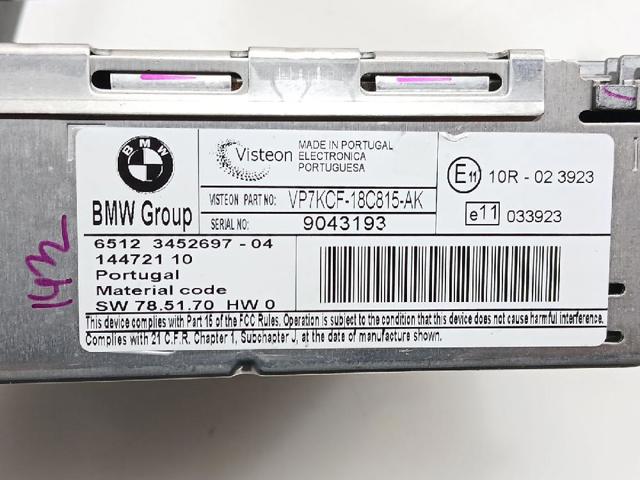 BMW
BMW Group
Visteon
MADE IN PORTUGAL
ELECTRONICA
PORTUGUESA
VISTEON PART NO: VP7KCF-18C815-AK
SERIAL NO: 9043193
E11 10R - 02 3923
e11 033923
6512 3452697 - 04
144721 10
Portugal
Material code
SW 78.51.70 HW 0
This device complies with Part 15 of the FCC Rules. Operation is subject to the condition that this device does not cause harmful interference.
Complies with 21 C.F.R. Chapter 1, Subchapter J, at the date of manufacture shown.
143